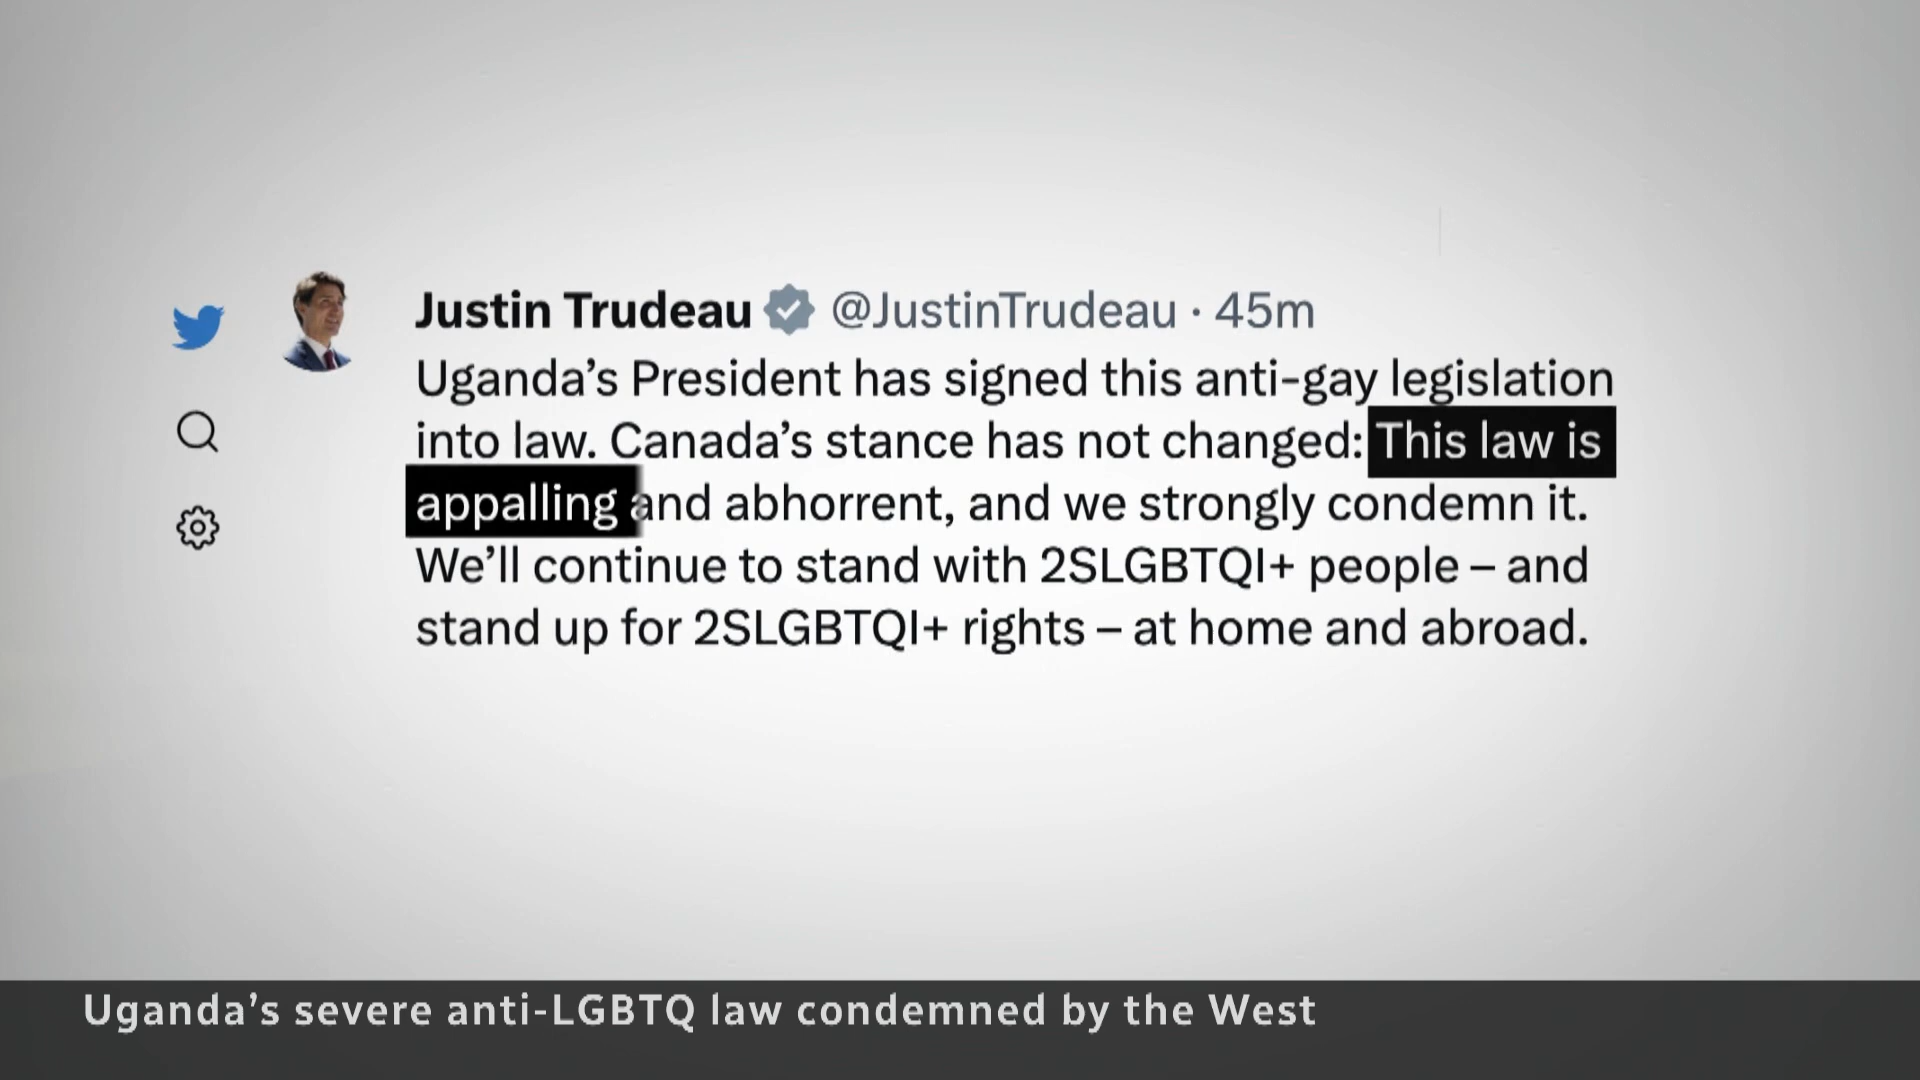 Justin Trudeau @JustinTrudeau · 45m
Uganda’s President has signed this anti-gay legislation
into law. Canada’s stance has not changed: This law is
appalling and abhorrent, and we strongly condemn it.
We’ll continue to stand with 2SLGBTQI+ people – and
stand up for 2SLGBTQI+ rights – at home and abroad.
Uganda’s severe anti-LGBTQ law condemned by the West